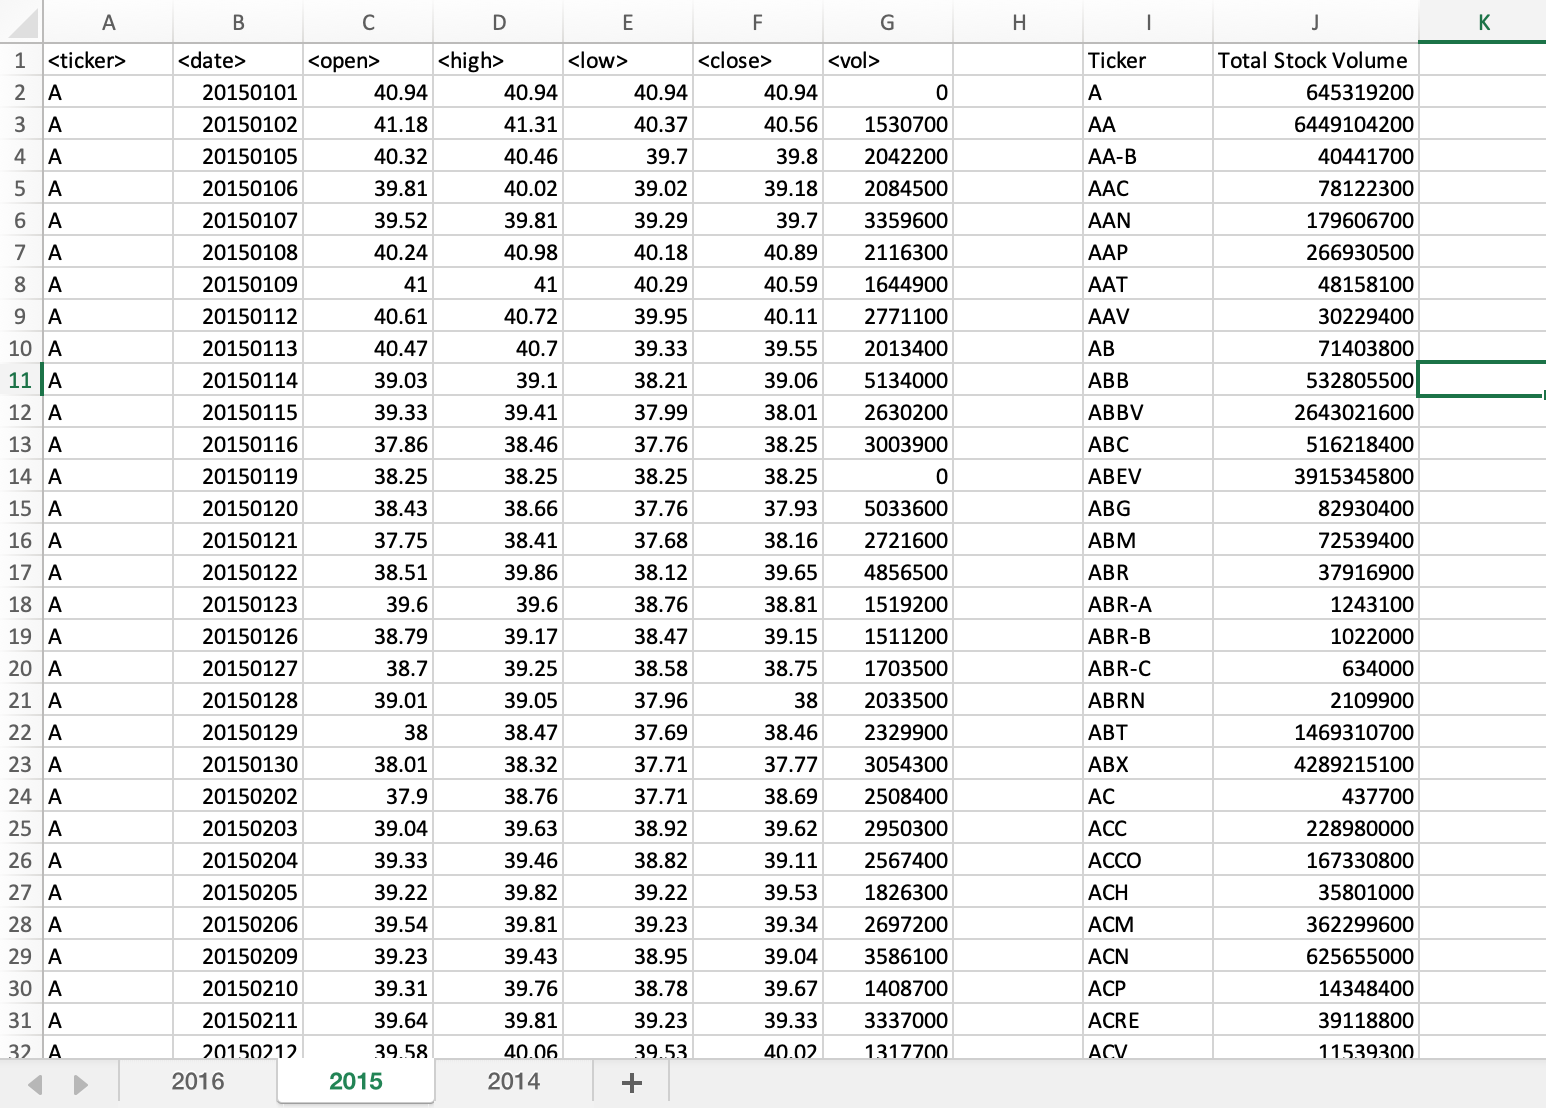 A B C D E F G H I J K
1 <ticker> <date> <open> <high> <low> <close> <vol> Ticker Total Stock Volume
2 A 20150101 40.94 40.94 40.94 40.94 0 A 645319200
3 A 20150102 41.18 41.31 40.37 40.56 1530700 AA 6449104200
4 A 20150105 40.32 40.46 39.7 39.8 2042200 AA-B 40441700
5 A 20150106 39.81 40.02 39.02 39.18 2084500 AAC 78122300
6 A 20150107 39.52 39.81 39.29 39.7 3359600 AAN 179606700
7 A 20150108 40.24 40.98 40.18 40.89 2116300 AAP 266930500
8 A 20150109 41 41 40.29 40.59 1644900 AAT 48158100
9 A 20150112 40.61 40.72 39.95 40.11 2771100 AAV 30229400
10 A 20150113 40.47 40.7 39.33 39.55 2013400 AB 71403800
11 A 20150114 39.03 39.1 38.21 39.06 5134000 ABB 532805500
12 A 20150115 39.33 39.41 37.99 38.01 2630200 ABBV 2643021600
13 A 20150116 37.86 38.46 37.76 38.25 3003900 ABC 516218400
14 A 20150119 38.25 38.25 38.25 38.25 0 ABEV 3915345800
15 A 20150120 38.43 38.66 37.76 37.93 5033600 ABG 82930400
16 A 20150121 37.75 38.41 37.68 38.16 2721600 ABM 72539400
17 A 20150122 38.51 39.86 38.12 39.65 4856500 ABR 37916900
18 A 20150123 39.6 39.6 38.76 38.81 1519200 ABR-A 1243100
19 A 20150126 38.79 39.17 38.47 39.15 1511200 ABR-B 1022000
20 A 20150127 38.7 39.25 38.58 38.75 1703500 ABR-C 634000
21 A 20150128 39.01 39.05 37.96 38 2033500 ABRN 2109900
22 A 20150129 38 38.47 37.69 38.46 2329900 ABT 1469310700
23 A 20150130 38.01 38.32 37.71 37.77 3054300 ABX 4289215100
24 A 20150202 37.9 38.76 37.71 38.69 2508400 AC 437700
25 A 20150203 39.04 39.63 38.92 39.62 2950300 ACC 228980000
26 A 20150204 39.33 39.46 38.82 39.11 2567400 ACCO 167330800
27 A 20150205 39.22 39.82 39.22 39.53 1826300 ACH 35801000
28 A 20150206 39.54 39.81 39.23 39.34 2697200 ACM 362299600
29 A 20150209 39.23 39.43 38.95 39.04 3586100 ACN 625655000
30 A 20150210 39.31 39.76 38.78 39.67 1408700 ACP 14348400
31 A 20150211 39.64 39.81 39.23 39.33 3337000 ACRE 39118800
32 A 20150212 39.58 40.06 39.53 40.02 1317700 ACV 11539300
2016 2015 2014 +